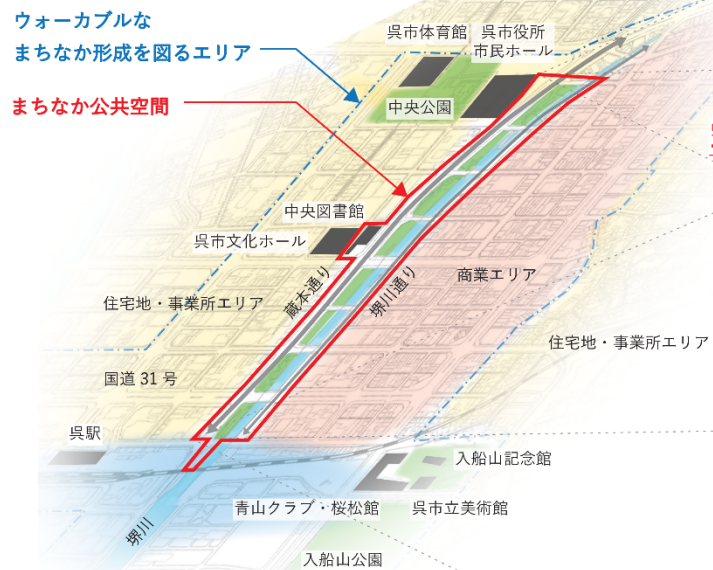 ウォーカブルな
まちなか形成を図るエリア
まちなか公共空間
呉市体育館
呉市役所
市民ホール
中央公園
中央図書館
呉市文化ホール
蔵本通り
堺川通り
商業エリア
住宅地・事業所エリア
住宅地・事業所エリア
国道 31 号
呉駅
入船山記念館
青山クラブ・桜松館
呉市立美術館
堺川
入船山公園